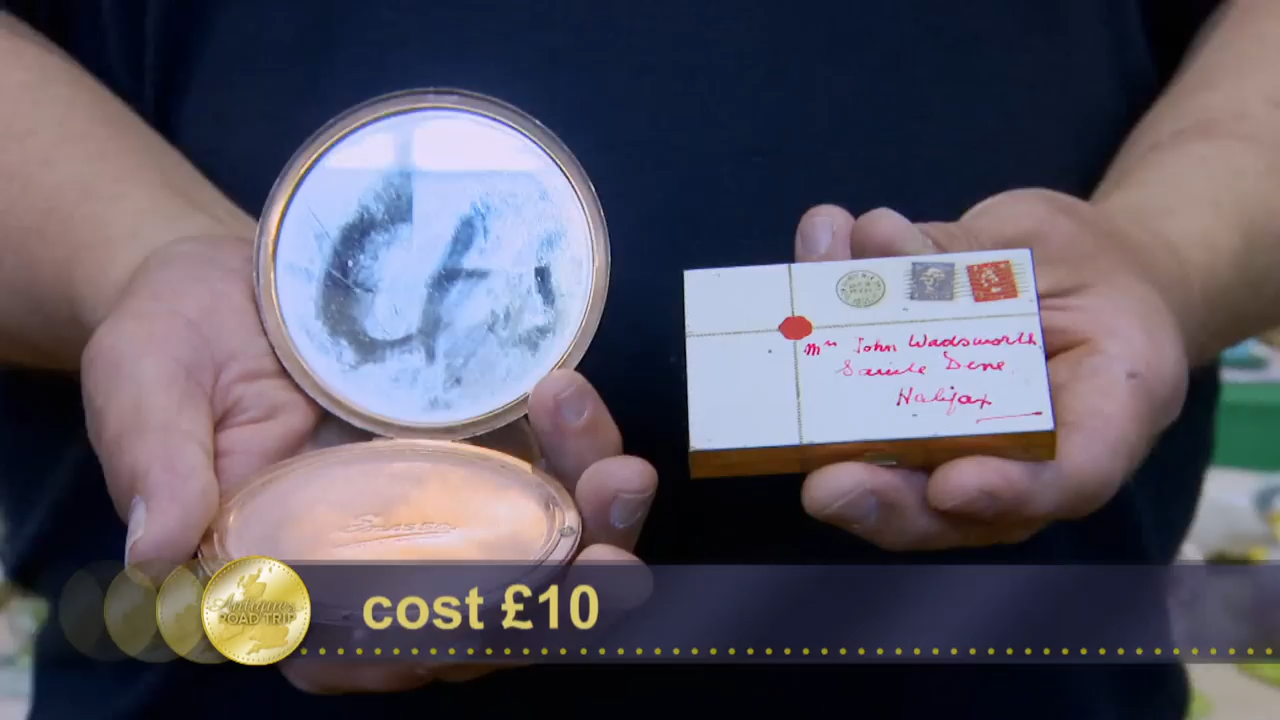 Mrs John Wadsworth
Savile Dene
Halifax
Antiques
ROAD TRIP
cost £10